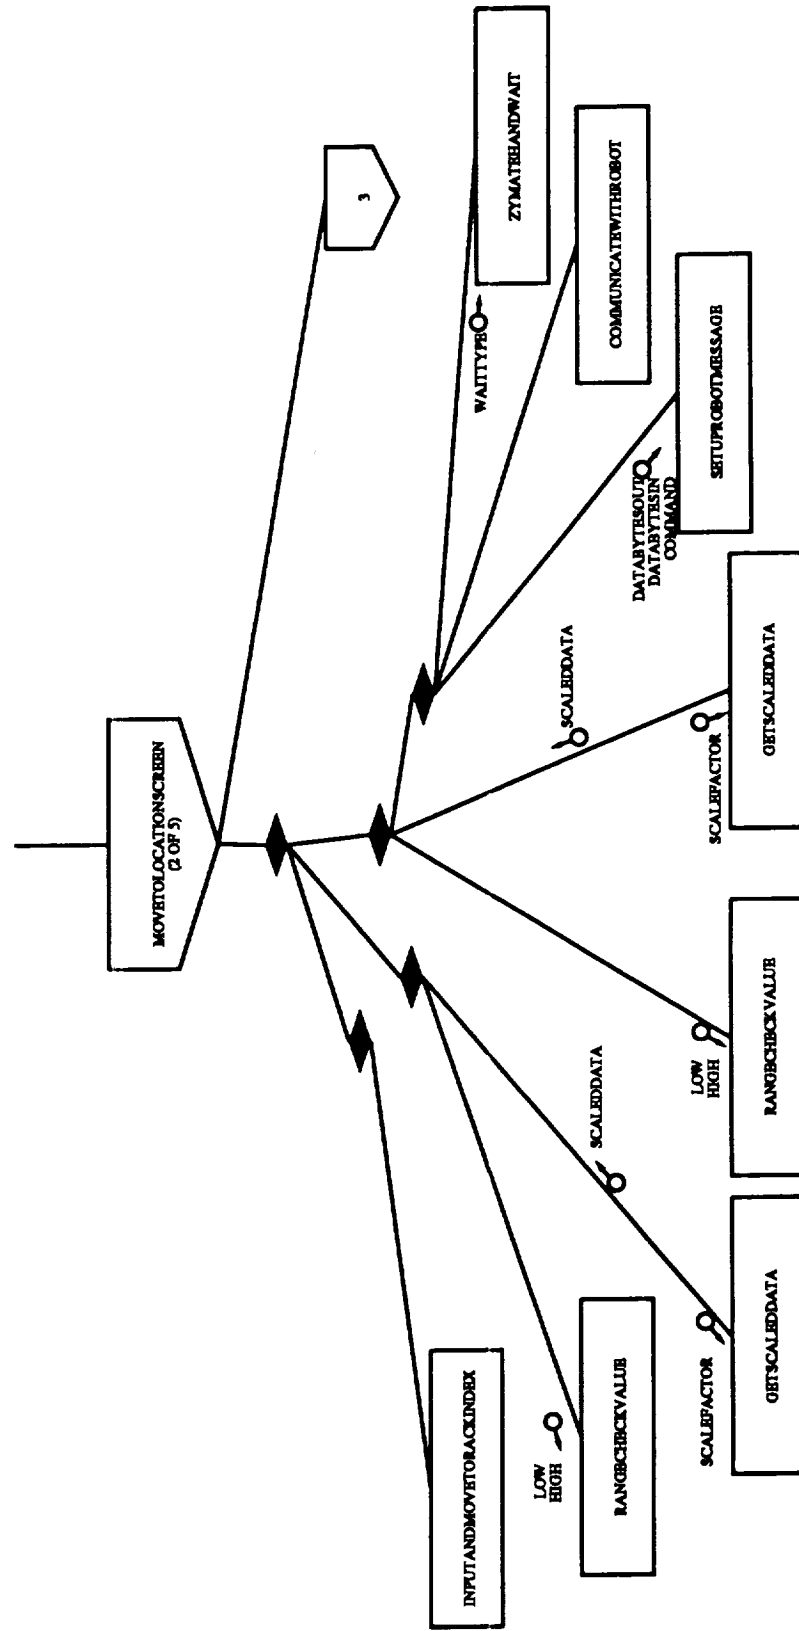 MOVETOLOCATIONSCREEN
(2 OF 5)
3
INPUTANDMOVETORACKINDEX
WAITTYPE
ZYMATEHANDWAIT
LOW
HIGH
RANGECHECKVALUE
SCALEDDATA
SCALEDDATA
COMMUNICATEWITHROBOT
DATABYTESOUT
DATABYTESIN
COMMAND
SETUPROBOTMESSAGE
SCALEFACTOR
GETSCALEDDATA
LOW
HIGH
RANGECHECKVALUE
SCALEFACTOR
GETSCALEDDATA